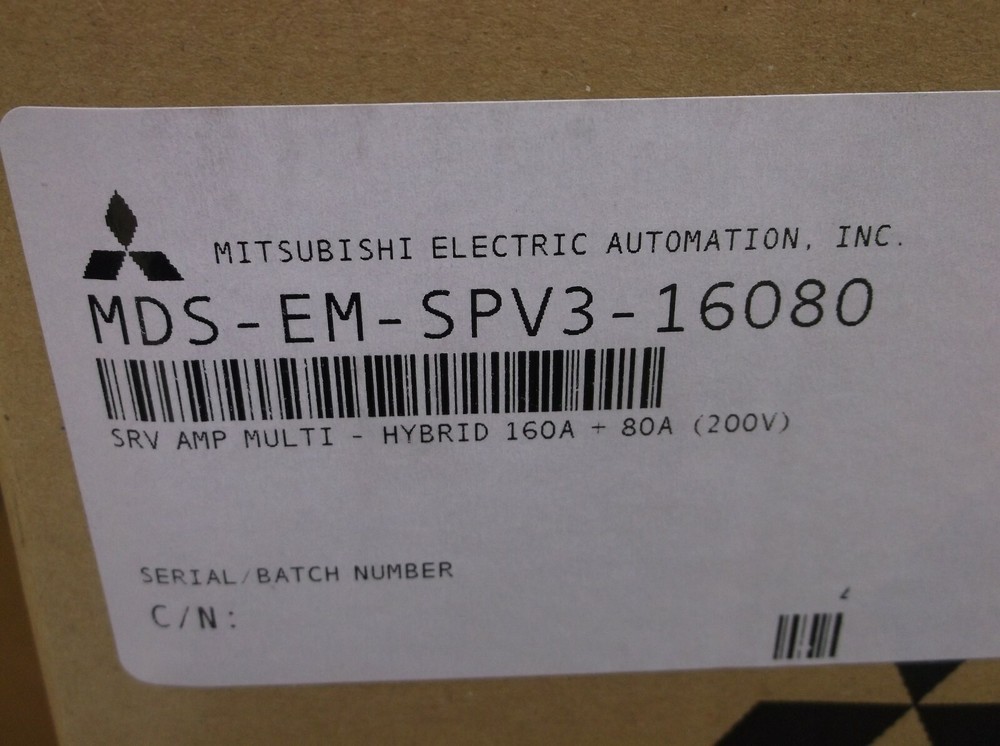 MITSUBISHI ELECTRIC AUTOMATION, INC.
MDS-EM-SPV3-16080
SRV AMP MULTI - HYBRID 160A + 80A (200V)
SERIAL/BATCH NUMBER
C/N: